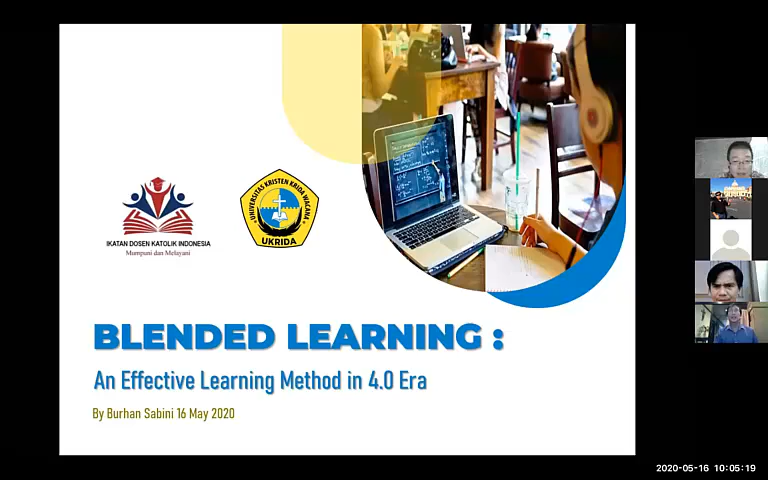 UNIVERSITAS KRISTEN KRIDA WACANA
UKRIDA
IKATAN DOSEN KATOLIK INDONESIA
Mumpuni dan Melayani
BLENDED LEARNING :
An Effective Learning Method in 4.0 Era
By Burhan Sabini 16 May 2020
2020-05-16 10:05:19